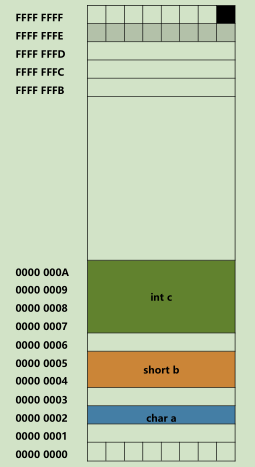 FFFF FFFF
FFFF FFFE
FFFF FFFD
FFFF FFFC
FFFF FFFB
0000 000A
0000 0009
int c
0000 0008
0000 0007
0000 0006
0000 0005
short b
0000 0004
0000 0003
0000 0002 char a
0000 0001
0000 0000